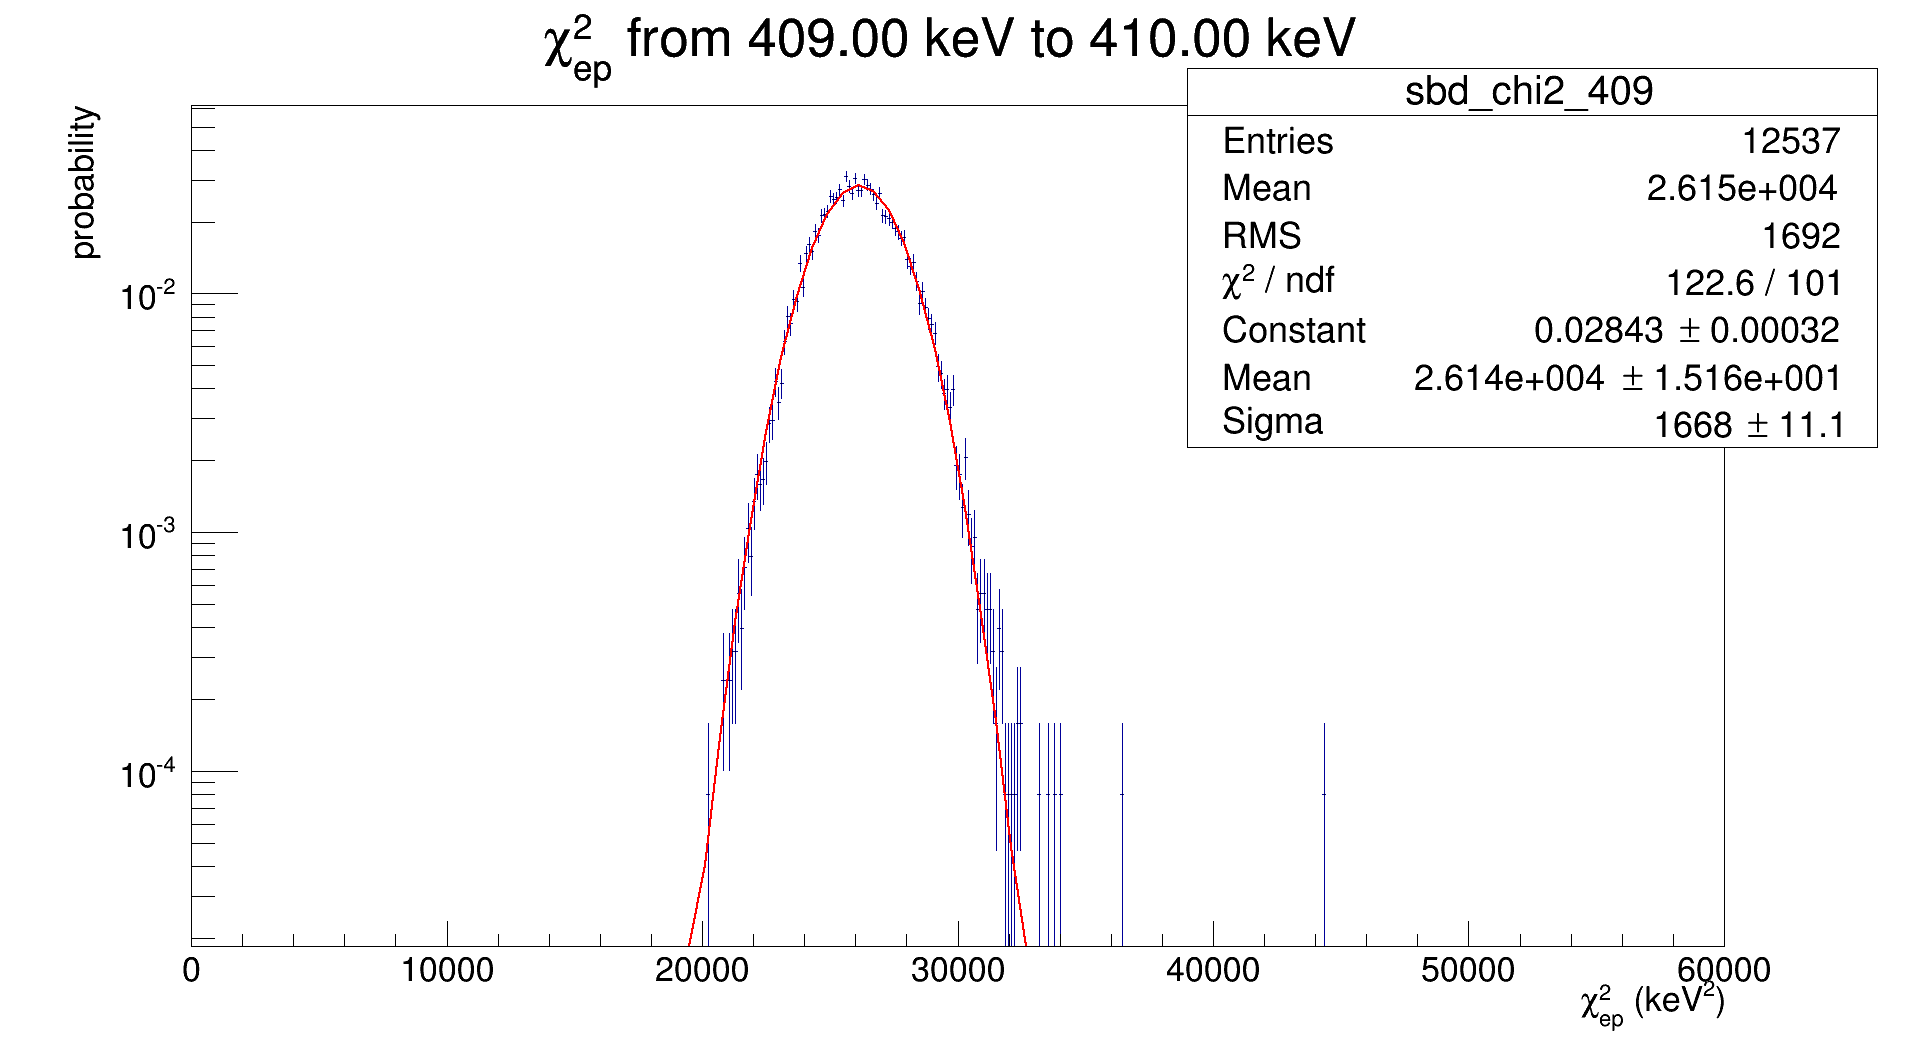 χ²ep from 409.00 keV to 410.00 keV
sbd_chi2_409
Entries 12537
Mean 2.615e+004
RMS 1692
χ² / ndf 122.6 / 101
Constant 0.02843 ± 0.00032
Mean 2.614e+004 ± 1.516e+001
Sigma 1668 ± 11.1
probability
10⁻²
10⁻³
10⁻⁴
0 10000 20000 30000 40000 50000 60000
χ²ep (keV²)